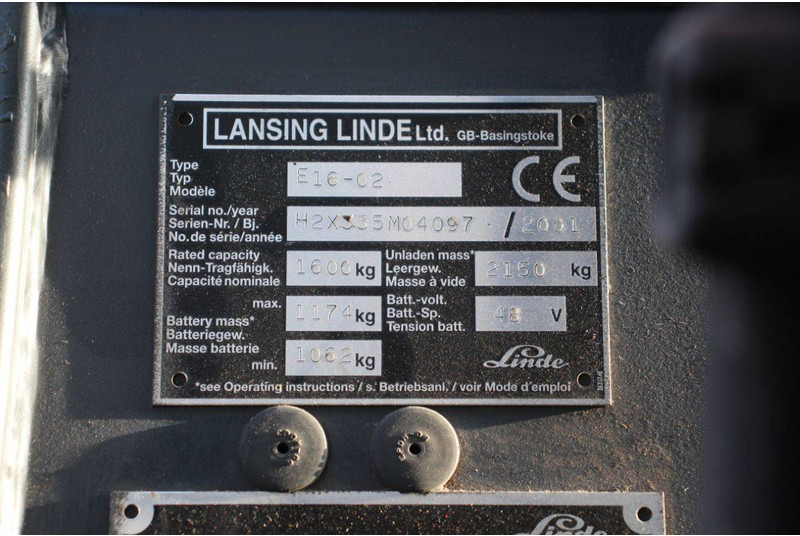 LANSING LINDE Ltd. GB-Basingstoke
Type
Typ
Modèle
E16-02
CE
Serial no./year
Serien-Nr. / Bj.
No.de série/année
H2X335M04097 / 2001
Rated capacity
Nenn-Tragfähigk.
Capacité nominale
1600 kg
Unladen mass*
Leergew.
Masse à vide
2150 kg
max.
1174 kg
Battery mass*
Batteriegew.
Masse batterie
min.
1062 kg
Batt.-volt.
Batt.-Sp.
Tension batt.
48 V
Linde
*see Operating instructions / s. Betriebsanl. / voir Mode d'emploi
Linde